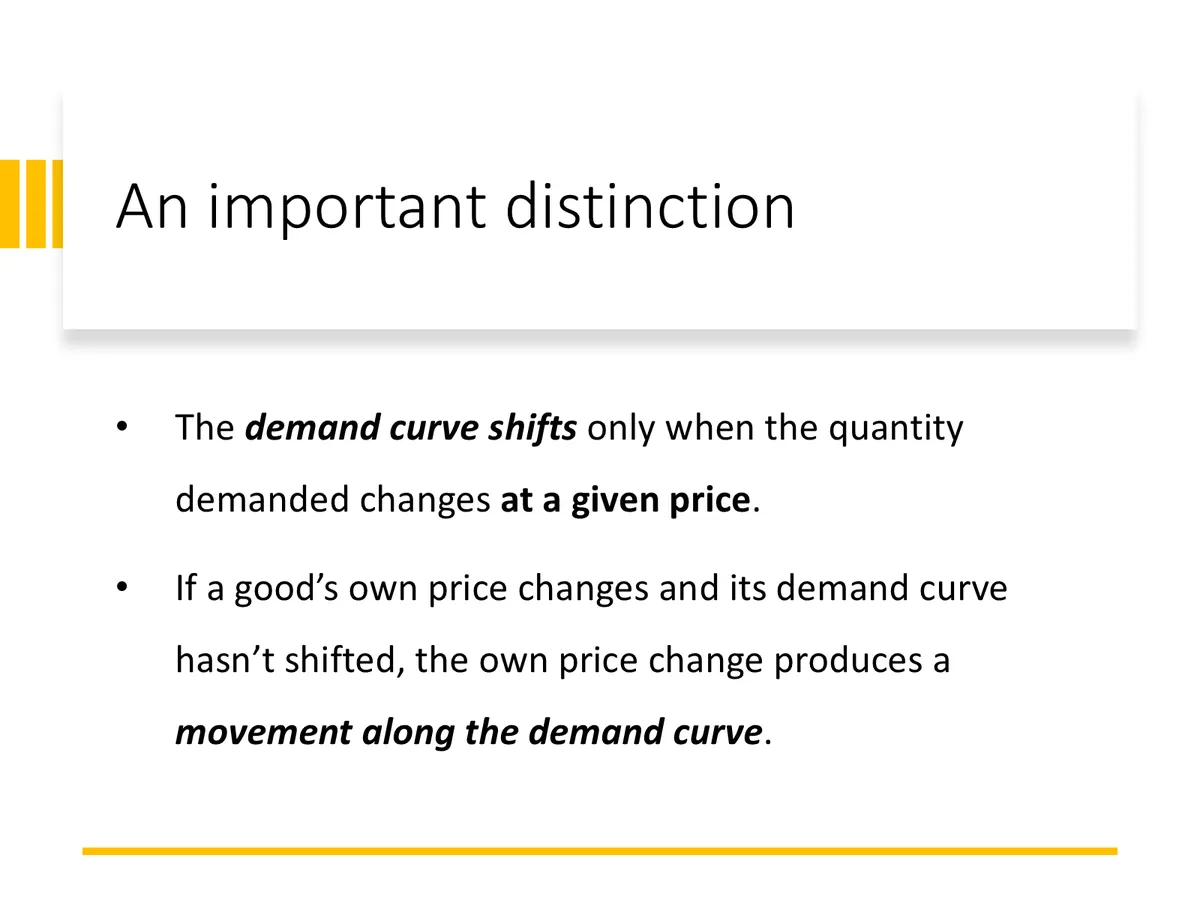 An important distinction
• The demand curve shifts only when the quantity
demanded changes at a given price.
• If a good’s own price changes and its demand curve
hasn’t shifted, the own price change produces a
movement along the demand curve.